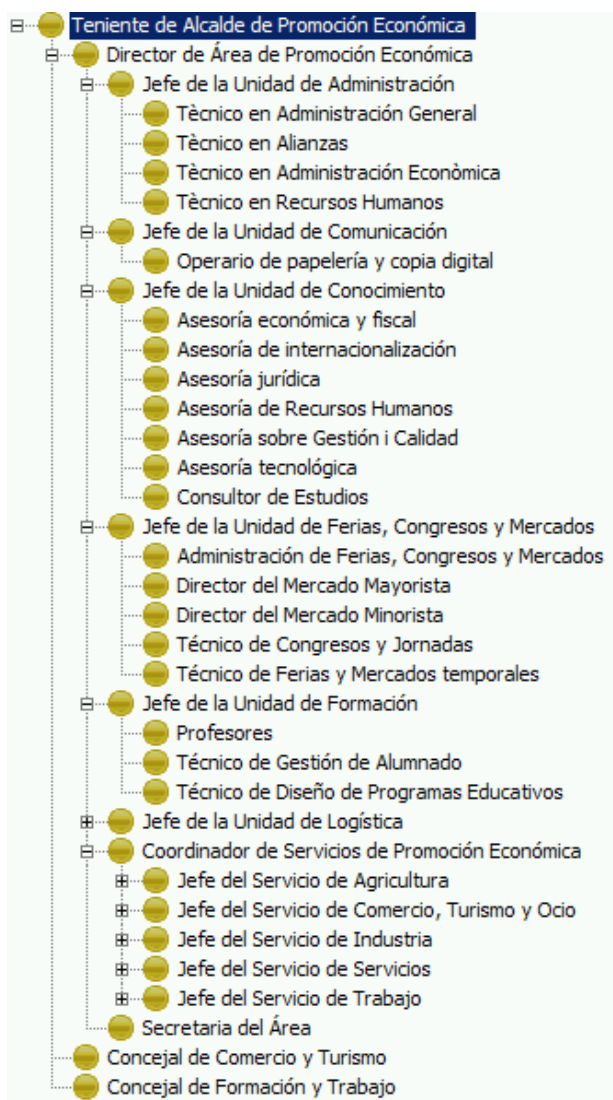 Teniente de Alcalde de Promoción Económica
Director de Área de Promoción Económica
Jefe de la Unidad de Administración
Tècnico en Administración General
Tècnico en Alianzas
Tècnico en Administración Econòmica
Tècnico en Recursos Humanos
Jefe de la Unidad de Comunicación
Operario de papelería y copia digital
Jefe de la Unidad de Conocimiento
Asesoría económica y fiscal
Asesoría de internacionalización
Asesoría jurídica
Asesoría de Recursos Humanos
Asesoría sobre Gestión i Calidad
Asesoría tecnológica
Consultor de Estudios
Jefe de la Unidad de Ferias, Congresos y Mercados
Administración de Ferias, Congresos y Mercados
Director del Mercado Mayorista
Director del Mercado Minorista
Técnico de Congresos y Jornadas
Técnico de Ferias y Mercados temporales
Jefe de la Unidad de Formación
Profesores
Técnico de Gestión de Alumnado
Técnico de Diseño de Programas Educativos
Jefe de la Unidad de Logística
Coordinador de Servicios de Promoción Económica
Jefe del Servicio de Agricultura
Jefe del Servicio de Comercio, Turismo y Ocio
Jefe del Servicio de Industria
Jefe del Servicio de Servicios
Jefe del Servicio de Trabajo
Secretaria del Área
Concejal de Comercio y Turismo
Concejal de Formación y Trabajo